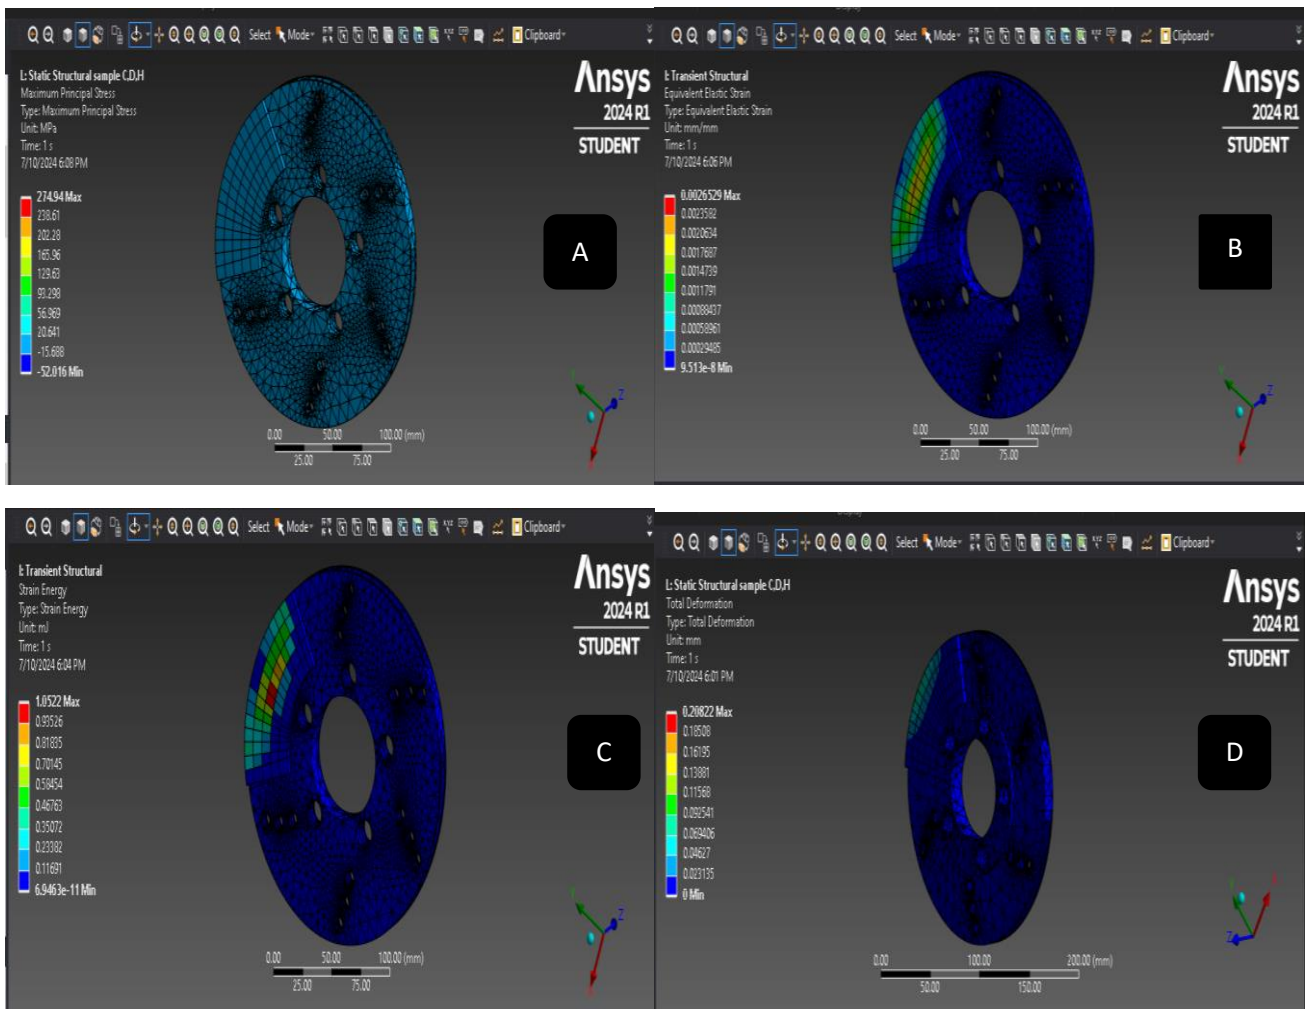 Select Mode Clipboard
L: Static Structural sample C,D,H
Maximum Principal Stress
Type: Maximum Principal Stress
Unit: MPa
Time: 1 s
7/10/2024 6:08 PM
274.94 Max
238.61
202.28
165.96
129.63
93.298
56.969
20.641
-15.688
-52.016 Min
Ansys
2024 R1
STUDENT
A
0.00 50.00 100.00 (mm)
25.00 75.00
Y Z X
Select Mode Clipboard
I: Transient Structural
Equivalent Elastic Strain
Type: Equivalent Elastic Strain
Unit: mm/mm
Time: 1 s
7/10/2024 6:06 PM
0.0026529 Max
0.0023582
0.0020634
0.0017687
0.0014739
0.0011791
0.00088437
0.00058961
0.00029485
9.513e-8 Min
Ansys
2024 R1
STUDENT
B
0.00 50.00 100.00 (mm)
25.00 75.00
Z
Select Mode Clipboard
I: Transient Structural
Strain Energy
Type: Strain Energy
Unit: mJ
Time: 1 s
7/10/2024 6:04 PM
1.0522 Max
0.93526
0.81835
0.70145
0.58454
0.46763
0.35072
0.23382
0.11691
6.9463e-11 Min
Ansys
2024 R1
STUDENT
C
0.00 50.00 100.00 (mm)
25.00 75.00
Z
Select Mode Clipboard
L: Static Structural sample C,D,H
Total Deformation
Type: Total Deformation
Unit: mm
Time: 1 s
7/10/2024 6:01 PM
0.20822 Max
0.18508
0.16195
0.13881
0.11568
0.092541
0.069406
0.04627
0.023135
0 Min
Ansys
2024 R1
STUDENT
D
0.00 100.00 200.00 (mm)
50.00 150.00
Z